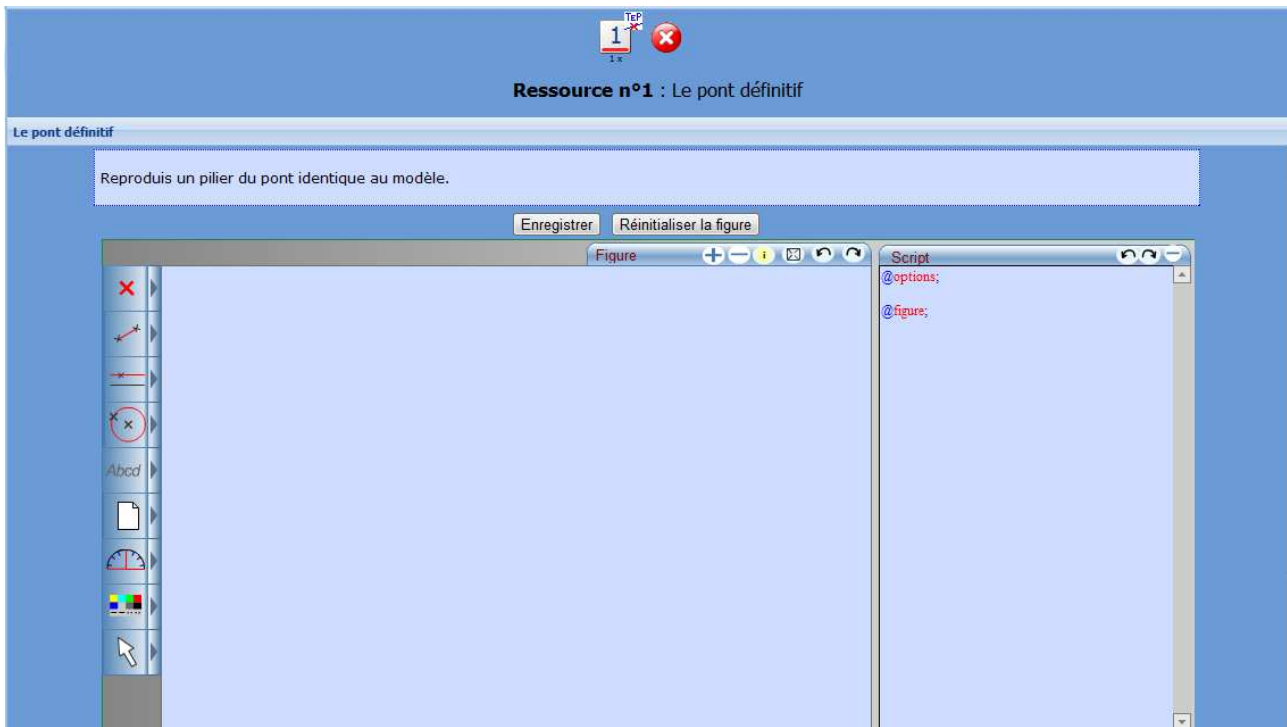 TeP
1
1 x
Ressource n°1 : Le pont définitif
Le pont définitif
Reproduis un pilier du pont identique au modèle.
Enregistrer Réinitialiser la figure
Figure
i
Script
@options;
@figure;
Abcd